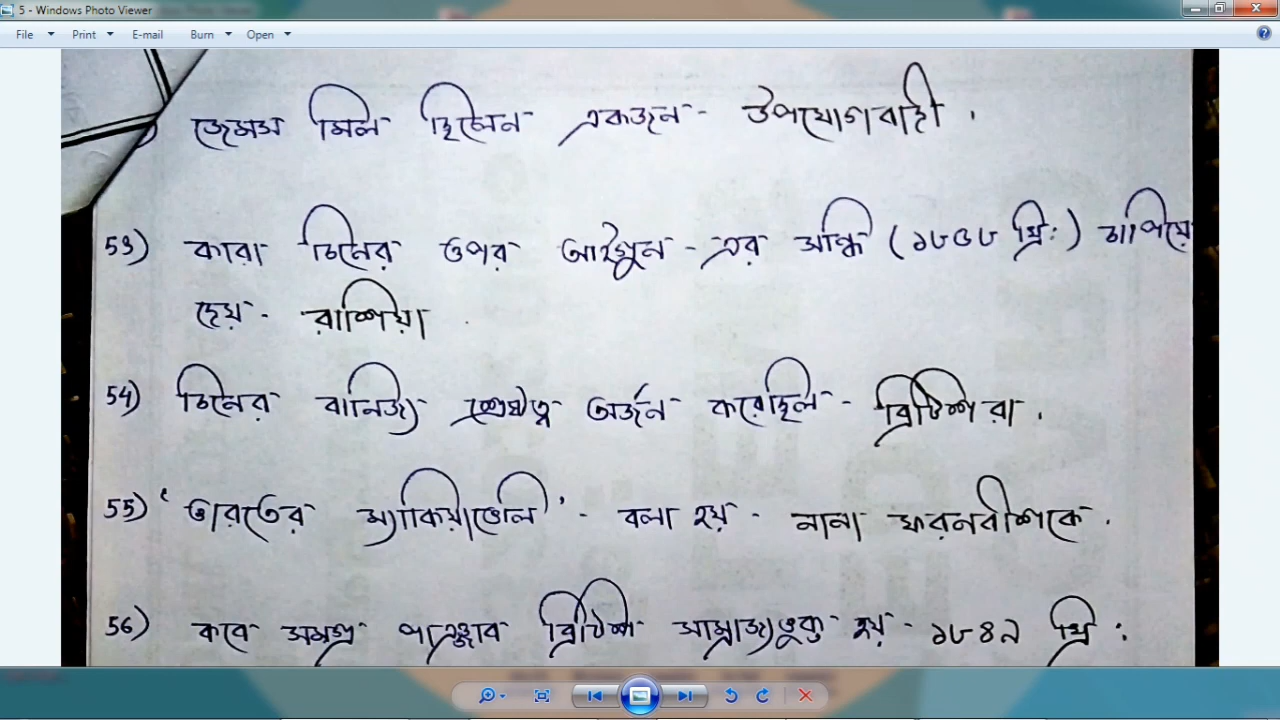 5 - Windows Photo Viewer
File Print E-mail Burn Open
জেমস মিল ছিলেন একজন - উপযোগবাদী .
53) কারা চিনের ওপর আইগুন - এর সন্ধি (১৮৫৮ খ্রি:) চাপিয়ে
দেয় - রাশিয়া
54) চিনের বানিজ্যে শ্রেষ্ঠত্ব অর্জন করেছিল - ব্রিটিশরা .
55) 'ভারতের ম্যাকিয়াভেলি' - বলা হয় - নানা ফরনবীশকে .
56) কবে সমগ্র পাঞ্জাব ব্রিটিশ সাম্রাজ্যভুক্ত হয় - ১৮৪৯ খ্রি: